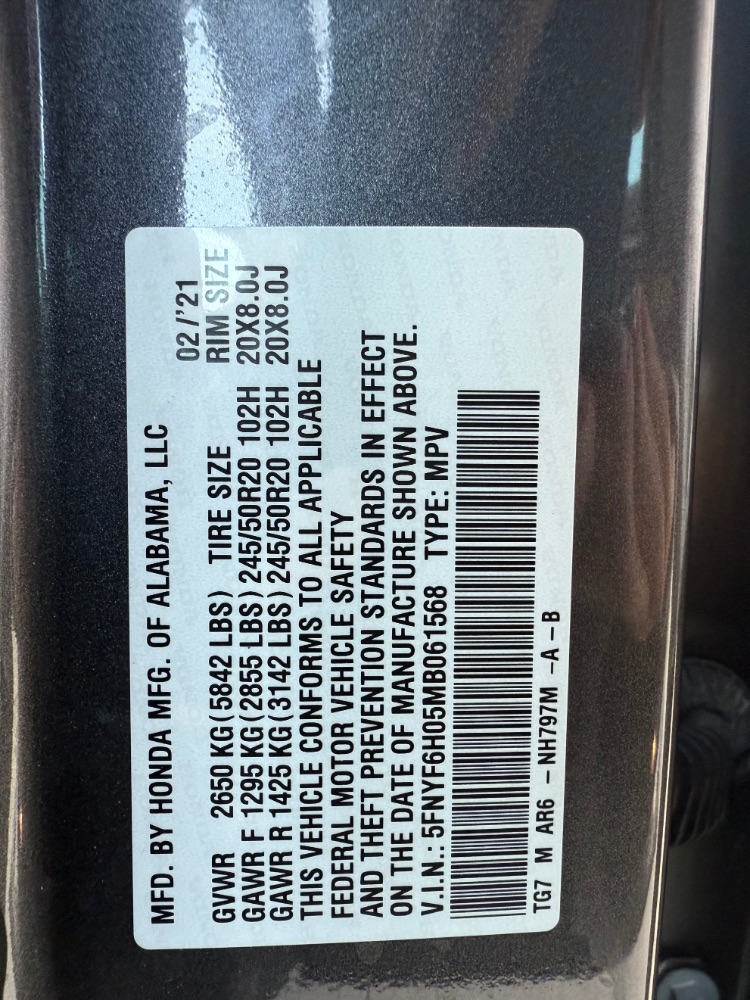 MFD. BY HONDA MFG. OF ALABAMA, LLC
02/'21
GVWR 2650 KG(5842 LBS) TIRE SIZE RIM SIZE
GAWR F 1295 KG(2855 LBS) 245/50R20 102H 20X8.0J
GAWR R 1425 KG(3142 LBS) 245/50R20 102H 20X8.0J
THIS VEHICLE CONFORMS TO ALL APPLICABLE
FEDERAL MOTOR VEHICLE SAFETY
AND THEFT PREVENTION STANDARDS IN EFFECT
ON THE DATE OF MANUFACTURE SHOWN ABOVE.
V.I.N.: 5FNYF6H05MB061568 TYPE: MPV
TG7 M AR6 -NH797M -A-B